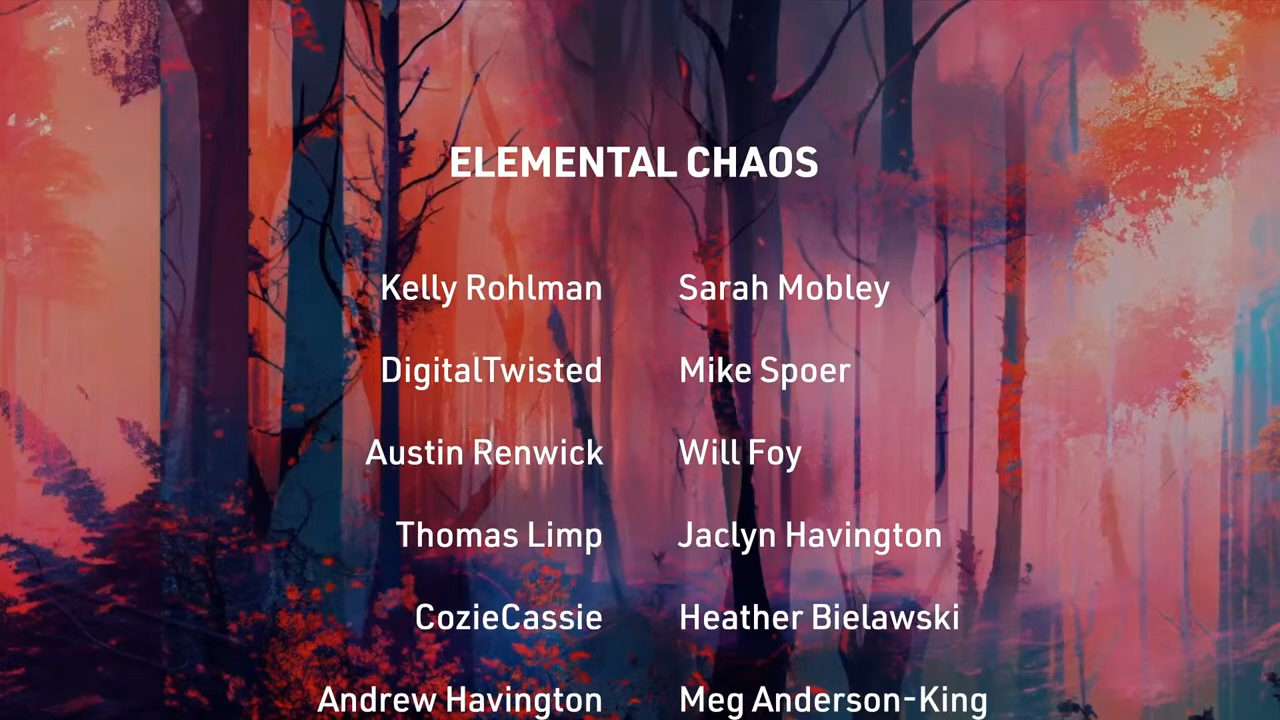 ELEMENTAL CHAOS
Kelly Rohlman Sarah Mobley
DigitalTwisted Mike Spoer
Austin Renwick Will Foy
Thomas Limp Jaclyn Havington
CozieCassie Heather Bielawski
Andrew Havington Meg Anderson-King